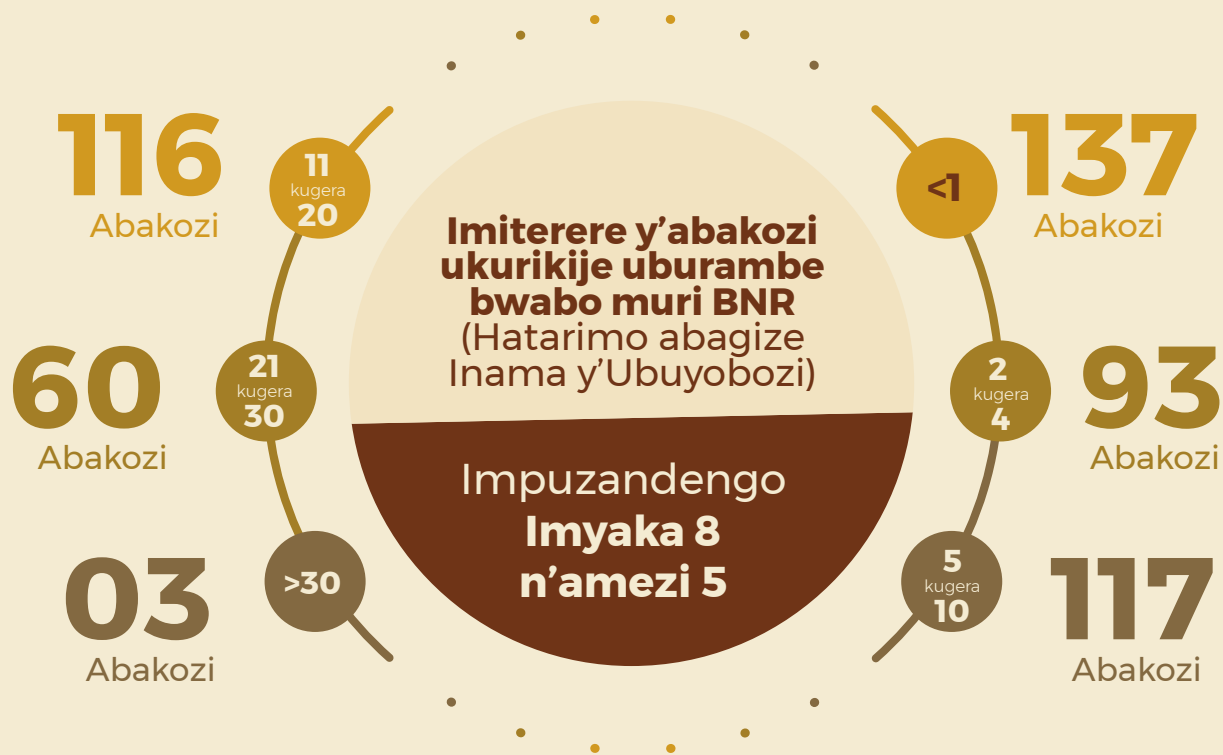 116
Abakozi
11
kugera
20
60
Abakozi
21
kugera
30
03
Abakozi
>30
Imiterere y’abakozi
ukurikije uburambe
bwabo muri BNR
(Hatarimo abagize
Inama y’Ubuyobozi)
Impuzandengo
Imyaka 8
n’amezi 5
<1
137
Abakozi
2
kugera
4
93
Abakozi
5
kugera
10
117
Abakozi